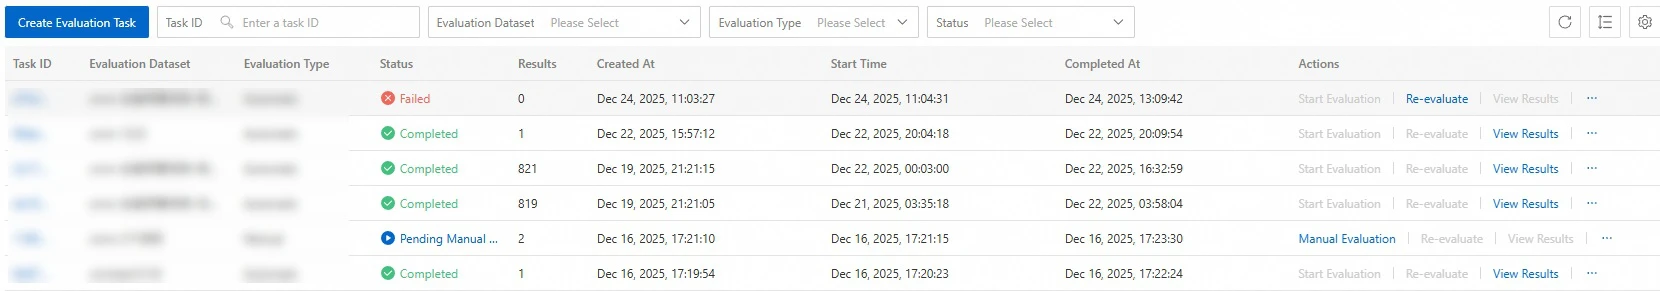 Create Evaluation Task Task ID Enter a task ID Evaluation Dataset Please Select Evaluation Type Please Select Status Please Select
Task ID Evaluation Dataset Evaluation Type Status Results Created At Start Time Completed At Actions
Failed 0 Dec 24, 2025, 11:03:27 Dec 24, 2025, 11:04:31 Dec 24, 2025, 13:09:42 Start Evaluation Re-evaluate View Results ...
Completed 1 Dec 22, 2025, 15:57:12 Dec 22, 2025, 20:04:18 Dec 22, 2025, 20:09:54 Start Evaluation Re-evaluate View Results ...
Completed 821 Dec 19, 2025, 21:21:15 Dec 22, 2025, 00:03:00 Dec 22, 2025, 16:32:59 Start Evaluation Re-evaluate View Results ...
Completed 819 Dec 19, 2025, 21:21:05 Dec 21, 2025, 03:35:18 Dec 22, 2025, 03:58:04 Start Evaluation Re-evaluate View Results ...
Pending Manual ... 2 Dec 16, 2025, 17:21:10 Dec 16, 2025, 17:21:15 Dec 16, 2025, 17:23:30 Manual Evaluation Re-evaluate View Results ...
Completed 1 Dec 16, 2025, 17:19:54 Dec 16, 2025, 17:20:23 Dec 16, 2025, 17:22:24 Start Evaluation Re-evaluate View Results ...